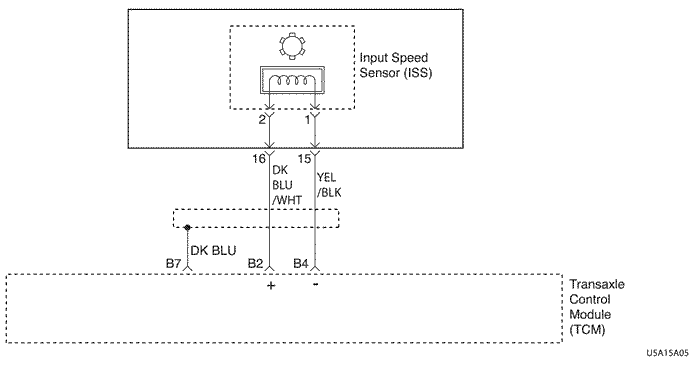 Input Speed
Sensor (ISS)
2 1
16 15
DK
BLU
/WHT
YEL
/BLK
DK BLU
B7 B2 B4
+ -
Transaxle
Control
Module
(TCM)
U5A15A05